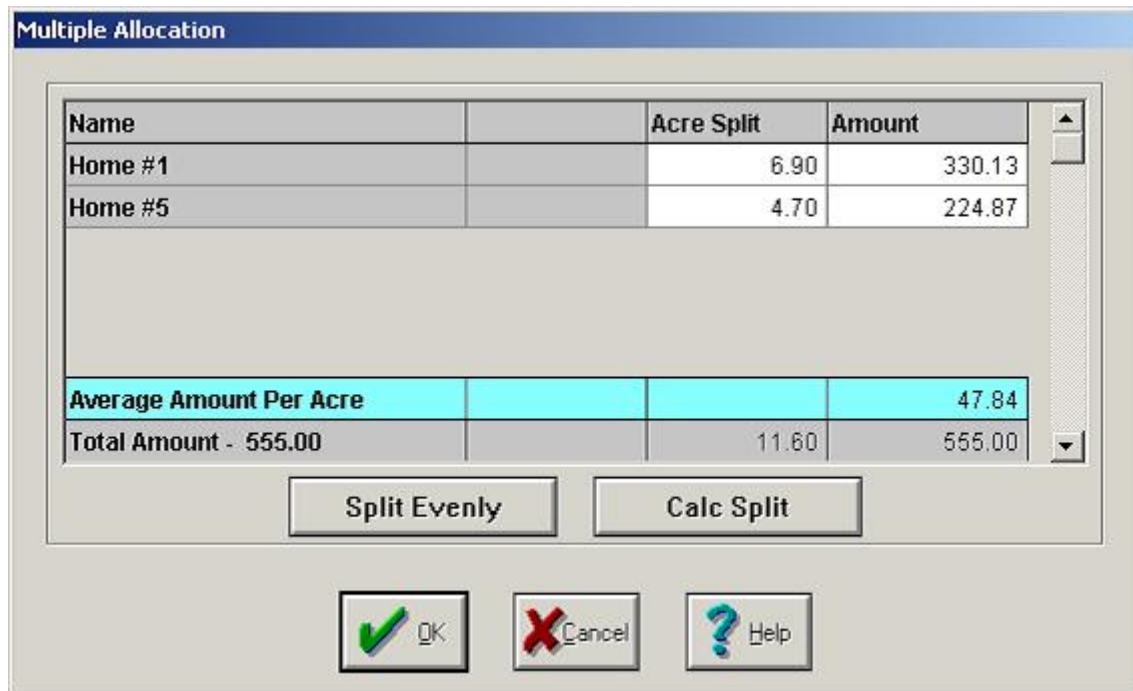 Multiple Allocation
Name Acre Split Amount
Home #1 6.90 330.13
Home #5 4.70 224.87
Average Amount Per Acre 47.84
Total Amount - 555.00 11.60 555.00
Split Evenly Calc Split
OK Cancel Help